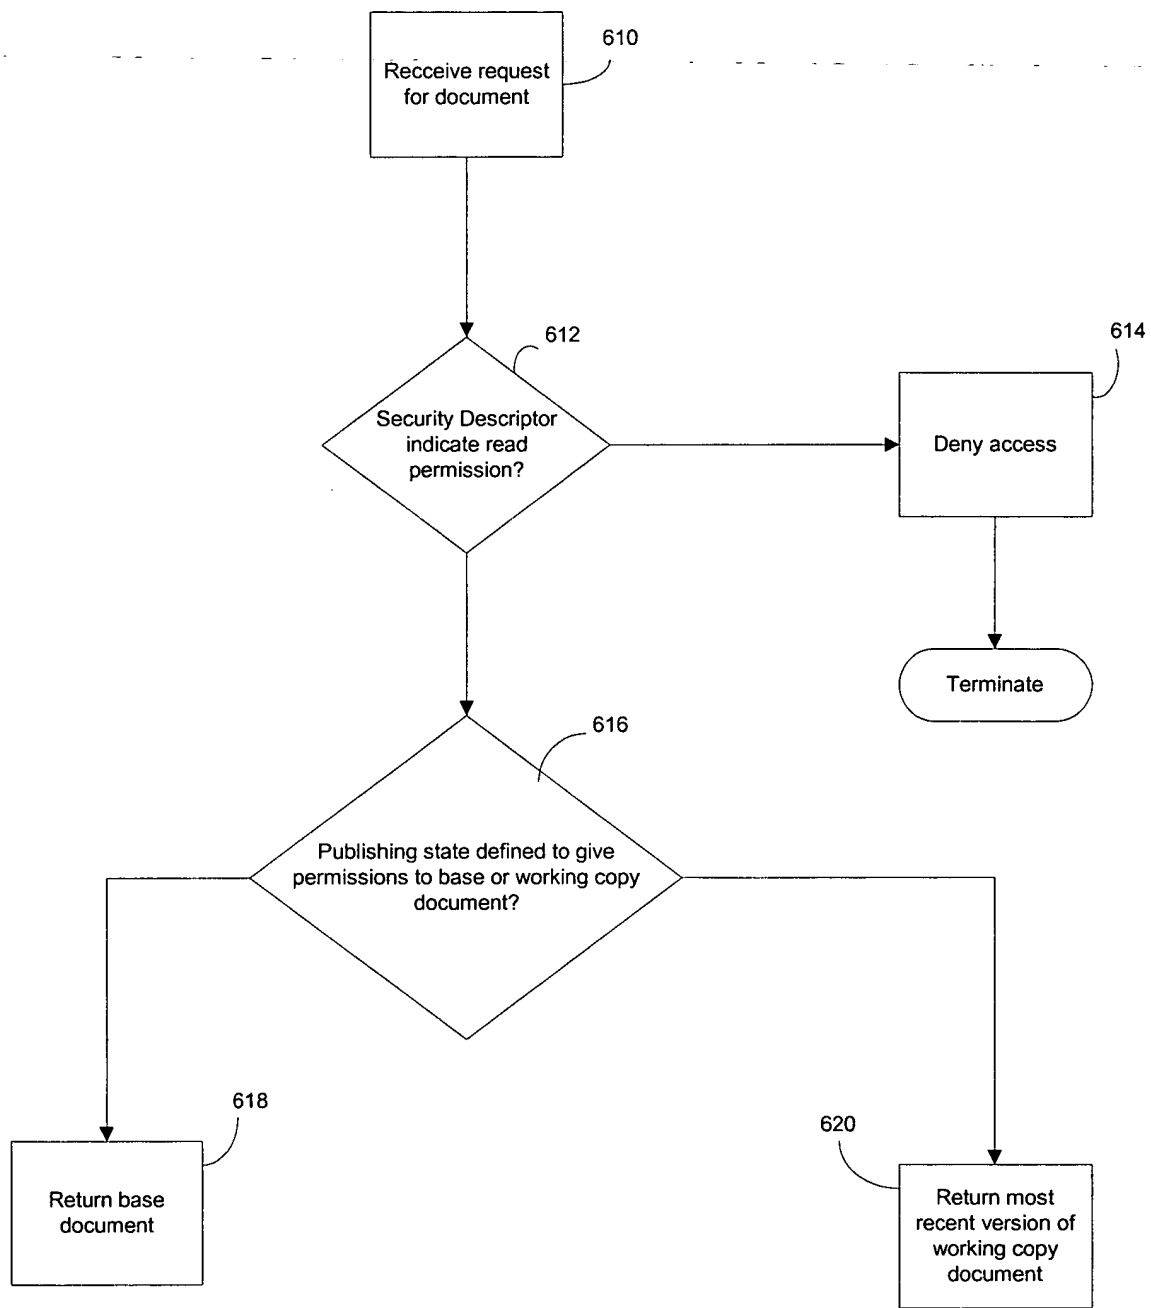 610
Recceive request
for document
612
614
Security Descriptor
indicate read
permission?
Deny access
Terminate
616
Publishing state defined to give
permissions to base or working copy
document?
618
620
Return base
document
Return most
recent version of
working copy
document